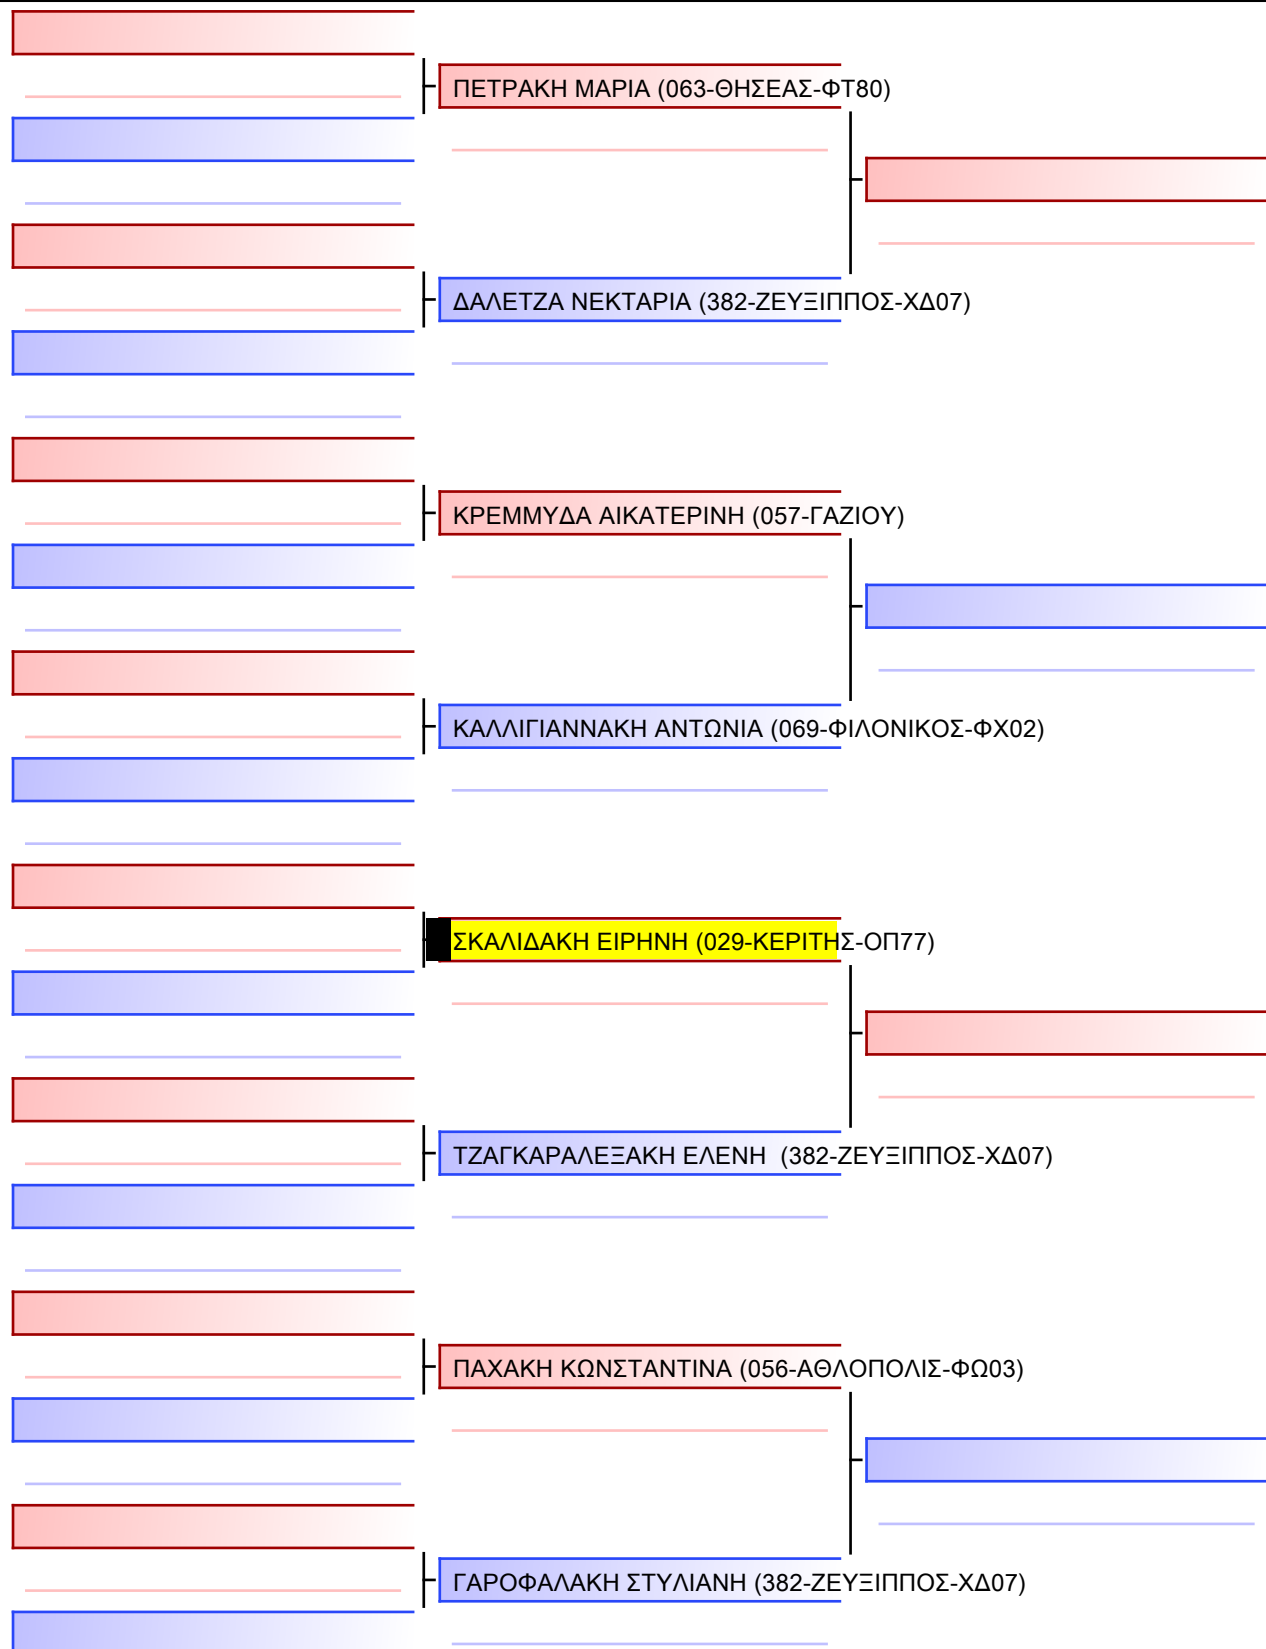 ΠΕΤΡΑΚΗ ΜΑΡΙΑ (063-ΘΗΣΕΑΣ-ΦΤ80)
ΔΑΛΕΤΖΑ ΝΕΚΤΑΡΙΑ (382-ΖΕΥΞΙΠΠΟΣ-ΧΔ07)
ΚΡΕΜΜΥΔΑ ΑΙΚΑΤΕΡΙΝΗ (057-ΓΑΖΙΟΥ)
ΚΑΛΛΙΓΙΑΝΝΑΚΗ ΑΝΤΩΝΙΑ (069-ΦΙΛΟΝΙΚΟΣ-ΦΧ02)
ΣΚΑΛΙΔΑΚΗ ΕΙΡΗΝΗ (029-ΚΕΡΙΤΗΣ-ΟΠ77)
ΤΖΑΓΚΑΡΑΛΕΞΑΚΗ ΕΛΕΝΗ  (382-ΖΕΥΞΙΠΠΟΣ-ΧΔ07)
ΠΑΧΑΚΗ ΚΩΝΣΤΑΝΤΙΝΑ (056-ΑΘΛΟΠΟΛΙΣ-ΦΩ03)
ΓΑΡΟΦΑΛΑΚΗ ΣΤΥΛΙΑΝΗ (382-ΖΕΥΞΙΠΠΟΣ-ΧΔ07)